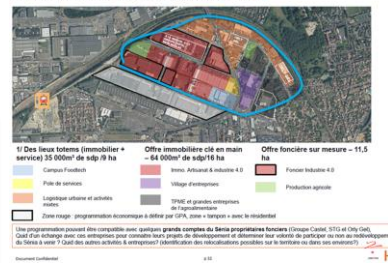 1/ Des lieux totems (immobilier +
service) 35 000m² de sdp /9 ha
Campus Foodtech
Pole de services
Logistique urbaine et activités
mixtes
Offre immobilière clé en main
– 64 000m² de sdp/16 ha
Immo. Artisanat & industrie 4.0
Village d'entreprises
TPME et grandes entreprises
de l'agroalimentaire
Offre foncière sur mesure – 11,5
ha
Foncier Industrie 4.0
Production agricole
Zone rouge : programmation économique à définir par GPA, zone « tampon » avec le résidentiel
Une programmation pouvant être compatible avec quelques grands comptes du Sénia propriétaires fonciers (Groupe Castel, STG et Orly Gel),
Quid d'un échange avec ces entreprises pour connaître leurs projets de développement et déterminer leur volonté de participer ou non au redéveloppement
du Sénia à venir ? Quid des autres activités & entreprises? (identification des relocalisations possibles sur le territoire ou dans ses environs?)
Document Confidentiel